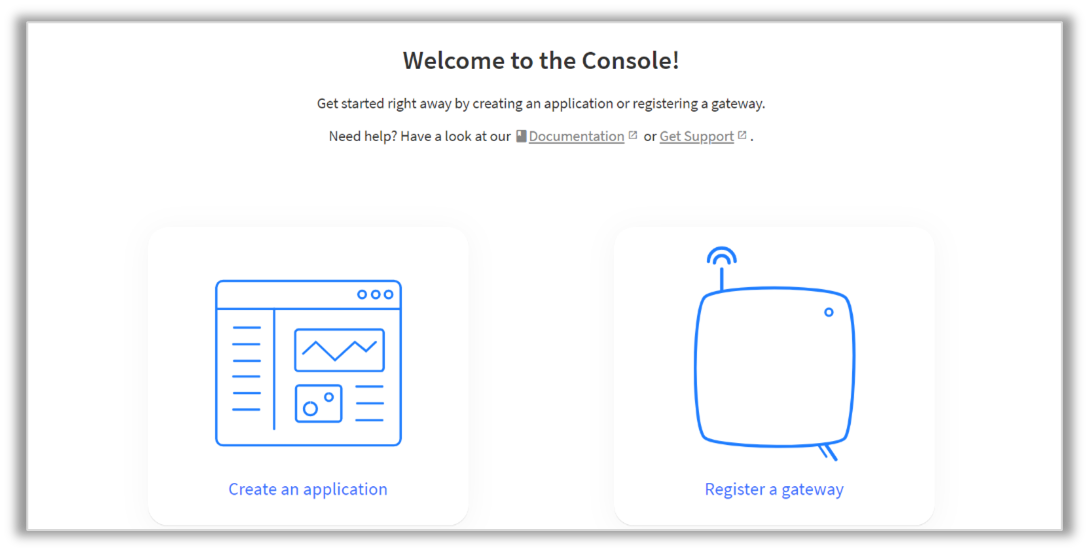 Welcome to the Console!
Get started right away by creating an application or registering a gateway.
Need help? Have a look at our Documentation or Get Support .
Create an application
Register a gateway